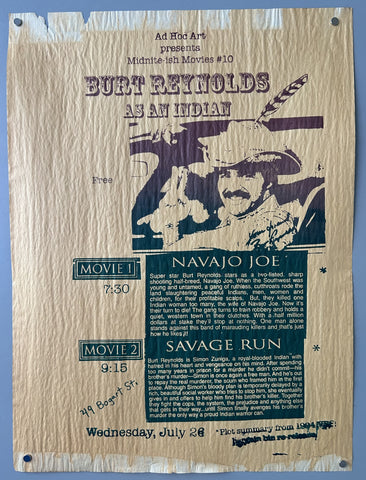 Ad Hoc Art
presents
Midnite-ish Movies #10
BURT REYNOLDS
AS AN INDIAN
Free
NAVAJO JOE
MOVIE 1
7:30
Super star Burt Reynolds stars as a two-fisted, sharp
shooting half-breed, Navajo Joe. When the Southwest was
young and untamed, a gang of ruthless, cutthroats rode the
land slaughtering peaceful Indians, men, women and
children, for their profitable scalps. But, they killed one
Indian woman too many; the wife of Navajo Joe. Now it's
their turn to die! The gang turns to train robbery and holds a
quiet, western town in their clutches. With a half million
dollars at stake they'll stop at nothing. One man alone
stands against this band of marauding killers and that's just
how he likes it!
*
SAVAGE RUN
MOVIE 2
9:15
Burt Reynolds is Simon Zuniga, a royal-blooded Indian with
hatred in his heart and vengeance on his mind. After spending
too many years in prison for a murder he didn't commit—his
brother's murder—Simon is once again a free man. And he's out
to repay the real murderer, the scum who framed him in the first
place. Although Simon's bloody plan is temporarily delayed by a
rich, beautiful social worker who tries to stop him, she eventually
gives in and offers to help him find his brother's killer. Together
they fight the cops, the system, the prejudice and anything else
that gets in their way...until Simon finally avenges his brother's
murder the only way a proud Indian warrior can.
*
319 Bogart St.
Wednesday, July 26
*Plot summary from 1994
bargain bin re-release